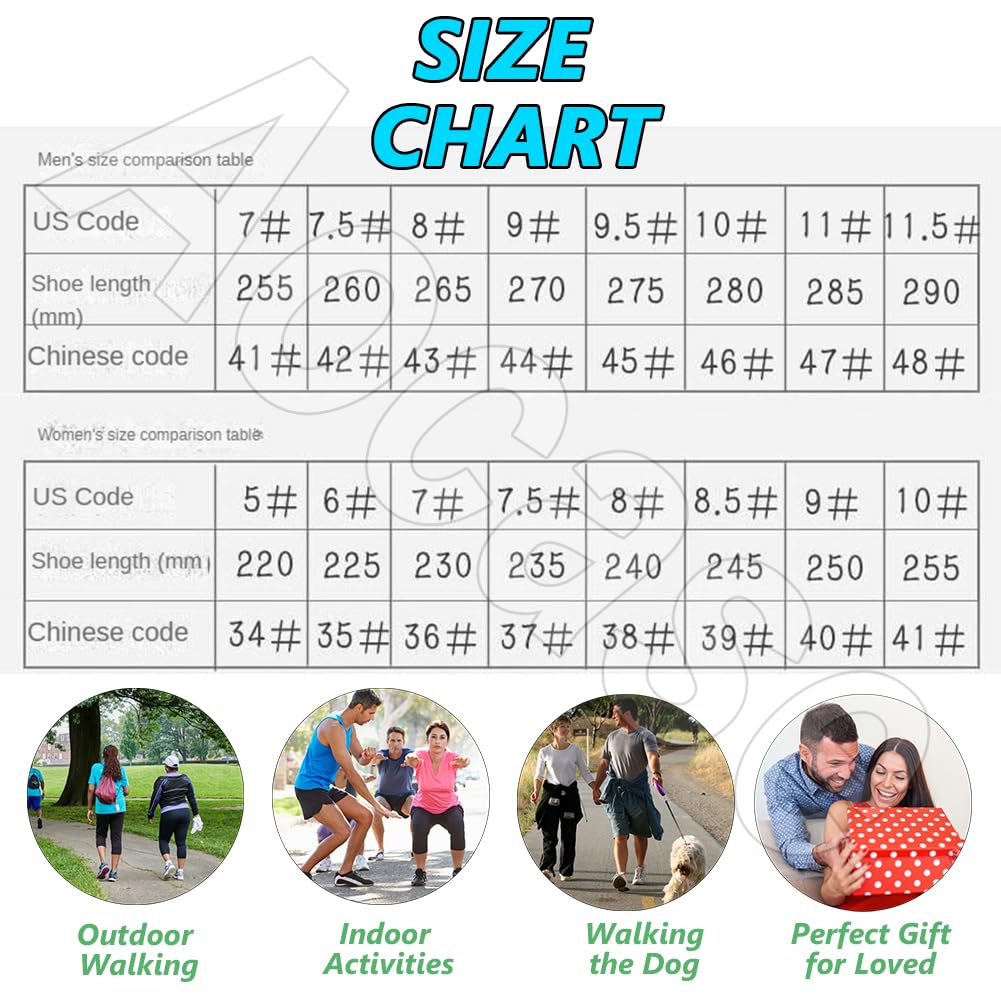 SIZE
CHART
Men's size comparison table
US Code 7# 7.5# 8# 9# 9.5# 10# 11# 11.5#
Shoe length (mm) 255 260 265 270 275 280 285 290
Chinese code 41# 42# 43# 44# 45# 46# 47# 48#
Women's size comparison table
US Code 5# 6# 7# 7.5# 8# 8.5# 9# 10#
Shoe length (mm) 220 225 230 235 240 245 250 255
Chinese code 34# 35# 36# 37# 38# 39# 40# 41#
Outdoor
Walking
Indoor
Activities
Walking
the Dog
Perfect Gift
for Loved
Aocaso